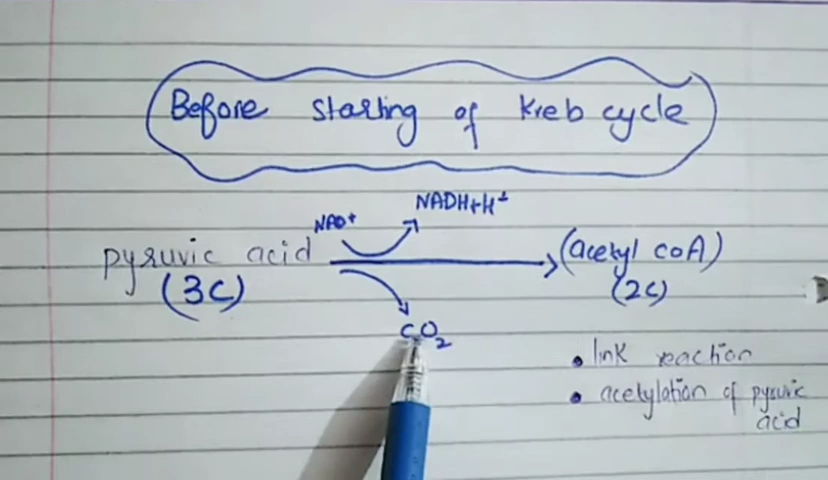 Before starting of Kreb cycle
NADH+H+
NAD+
pyruvic acid
(acetyl coA)
(3C)
(2C)
CO2
• link reaction
• acetylation of pyruvic
acid